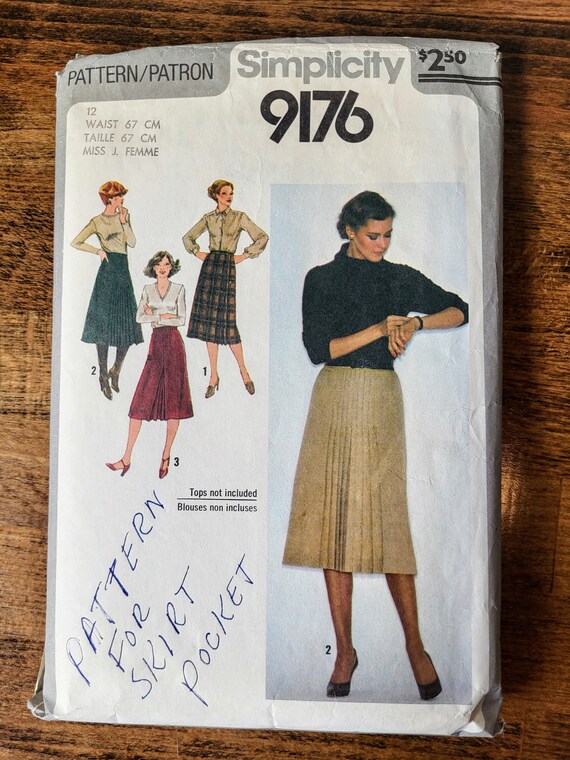 PATTERN/PATRON
Simplicity
$2.50
9176
12
WAIST 67 CM
TAILLE 67 CM
MISS J. FEMME
2
1
3
Tops not included
Blouses non incluses
PATTERN
FOR
SKIRT
POCKET
2